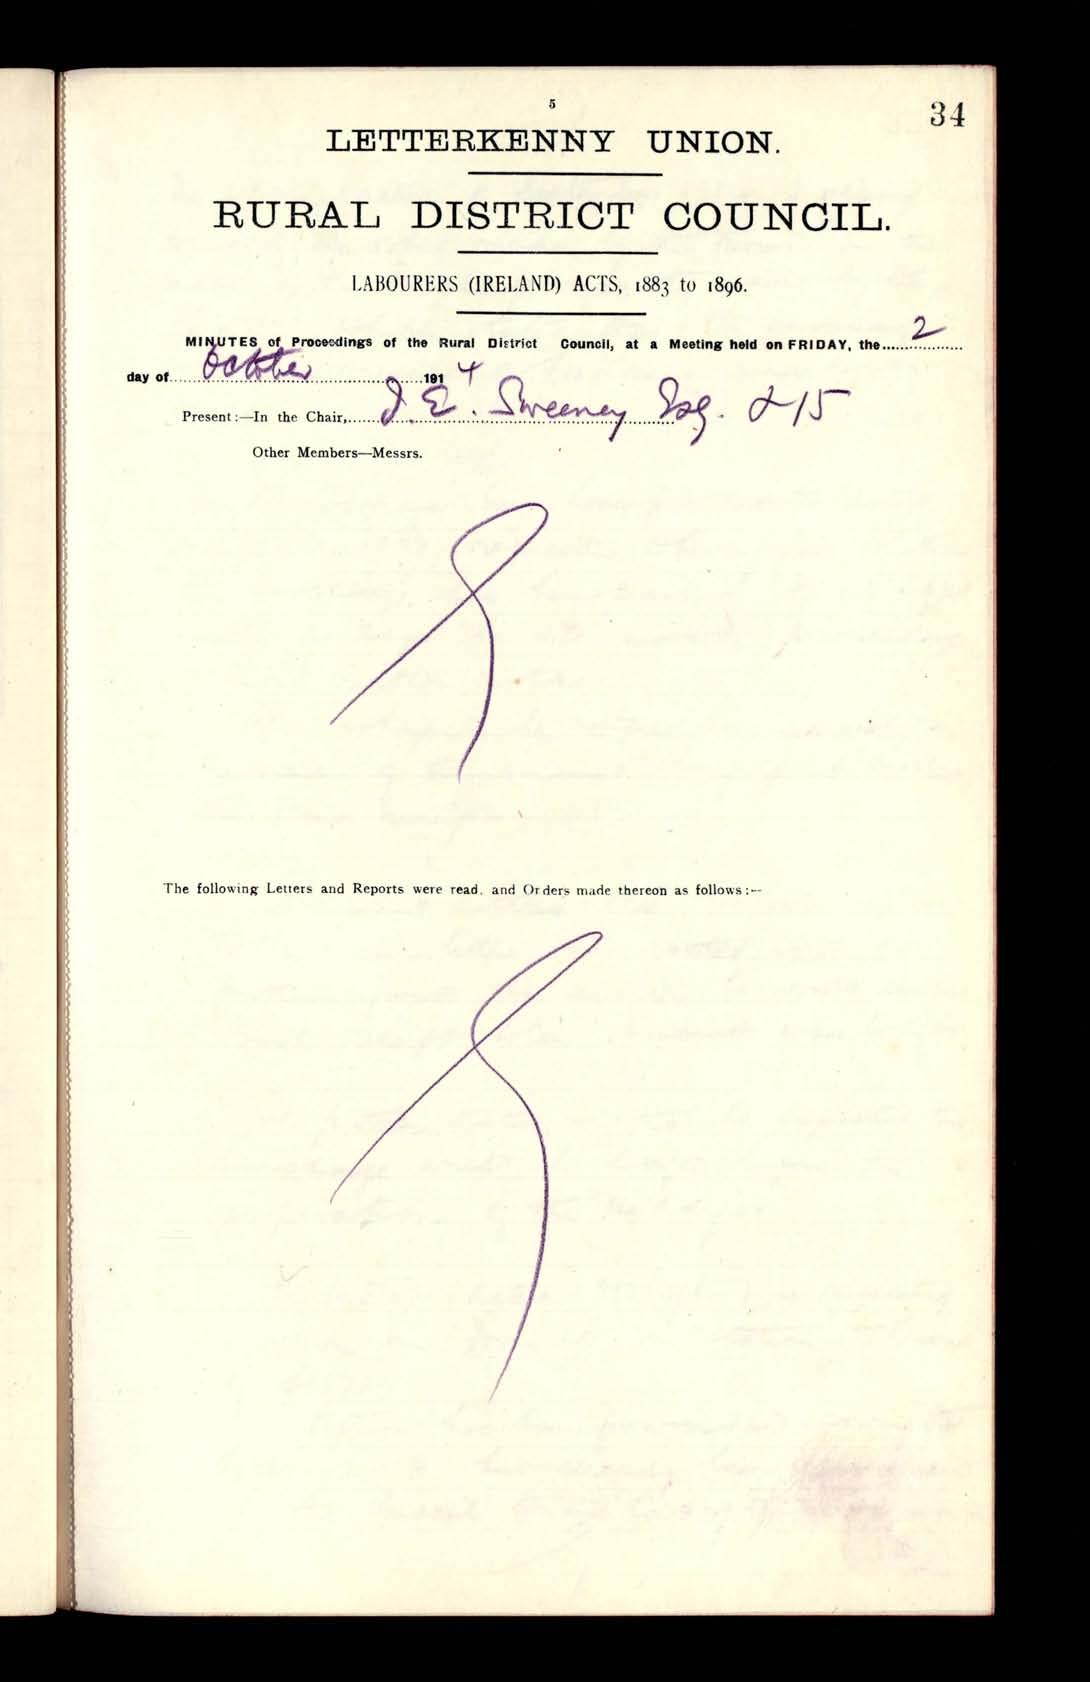 5
34
LETTERKENNY UNION.
RURAL DISTRICT COUNCIL.
LABOURERS (IRELAND) ACTS, 1883 to 1896.
MINUTES of Proceedings of the Rural District Council, at a Meeting held on FRIDAY, the 2
day of October 1914
Present:—In the Chair, J. E. Sweeney Esq. & 15
Other Members—Messrs.
The following Letters and Reports were read, and Orders made thereon as follows:—